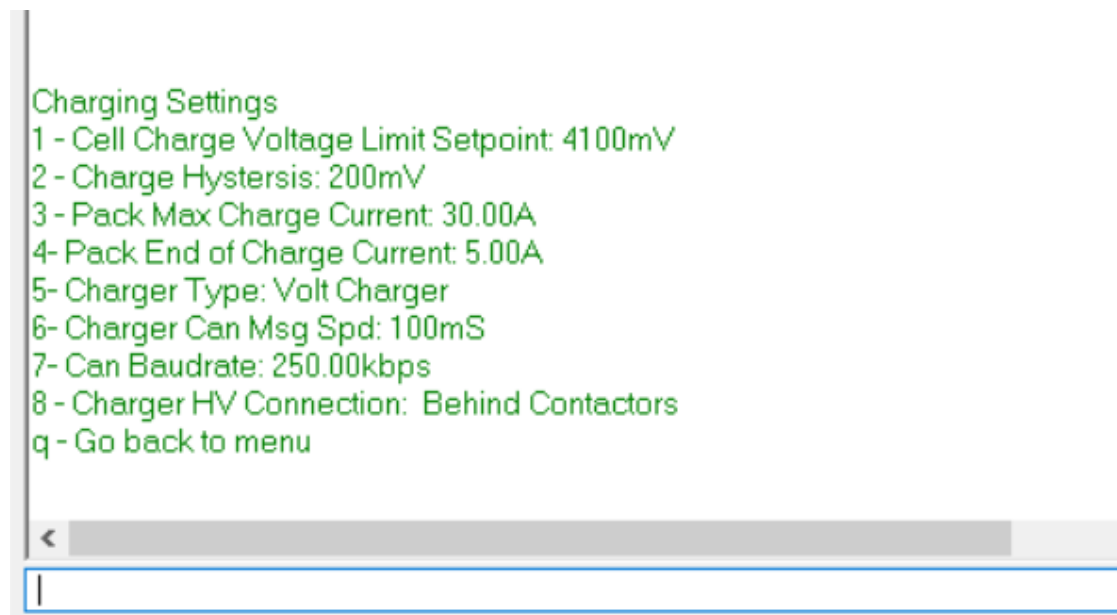 Charging Settings
1 - Cell Charge Voltage Limit Setpoint: 4100mV
2 - Charge Hystersis: 200mV
3 - Pack Max Charge Current: 30.00A
4- Pack End of Charge Current: 5.00A
5- Charger Type: Volt Charger
6- Charger Can Msg Spd: 100mS
7- Can Baudrate: 250.00kbps
8 - Charger HV Connection:  Behind Contactors
q - Go back to menu